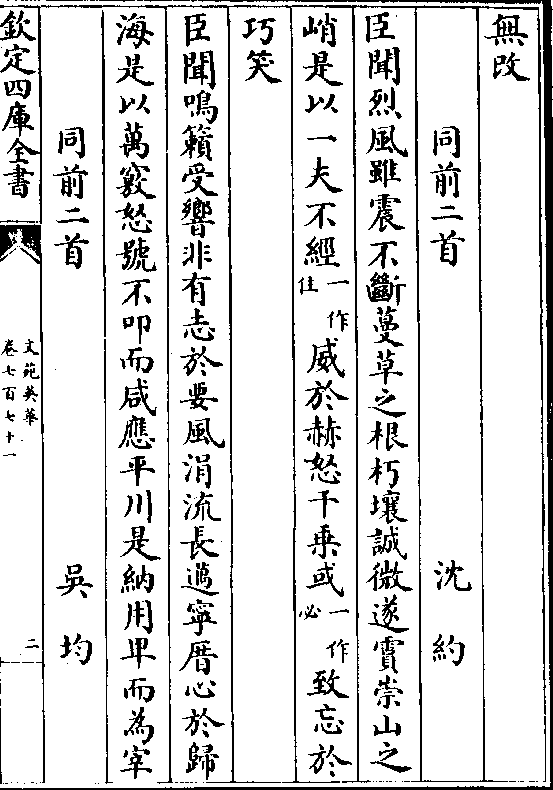 無改
同前二首　　沈約
臣聞烈風雖震不斷蔓草之根朽壤誠微遂霣崇山之
峭是以一夫不經一作住威於赫怒千乗或一作必致忘於
巧笑
臣聞鳴籟受響非有志於要風涓流長邁寧厝心於歸
海是以萬竅怒號不叩而咸應平川是納用卑而為宰
同前二首　　吳均
欽定四庫全書
文苑英華
卷七百七十一
二